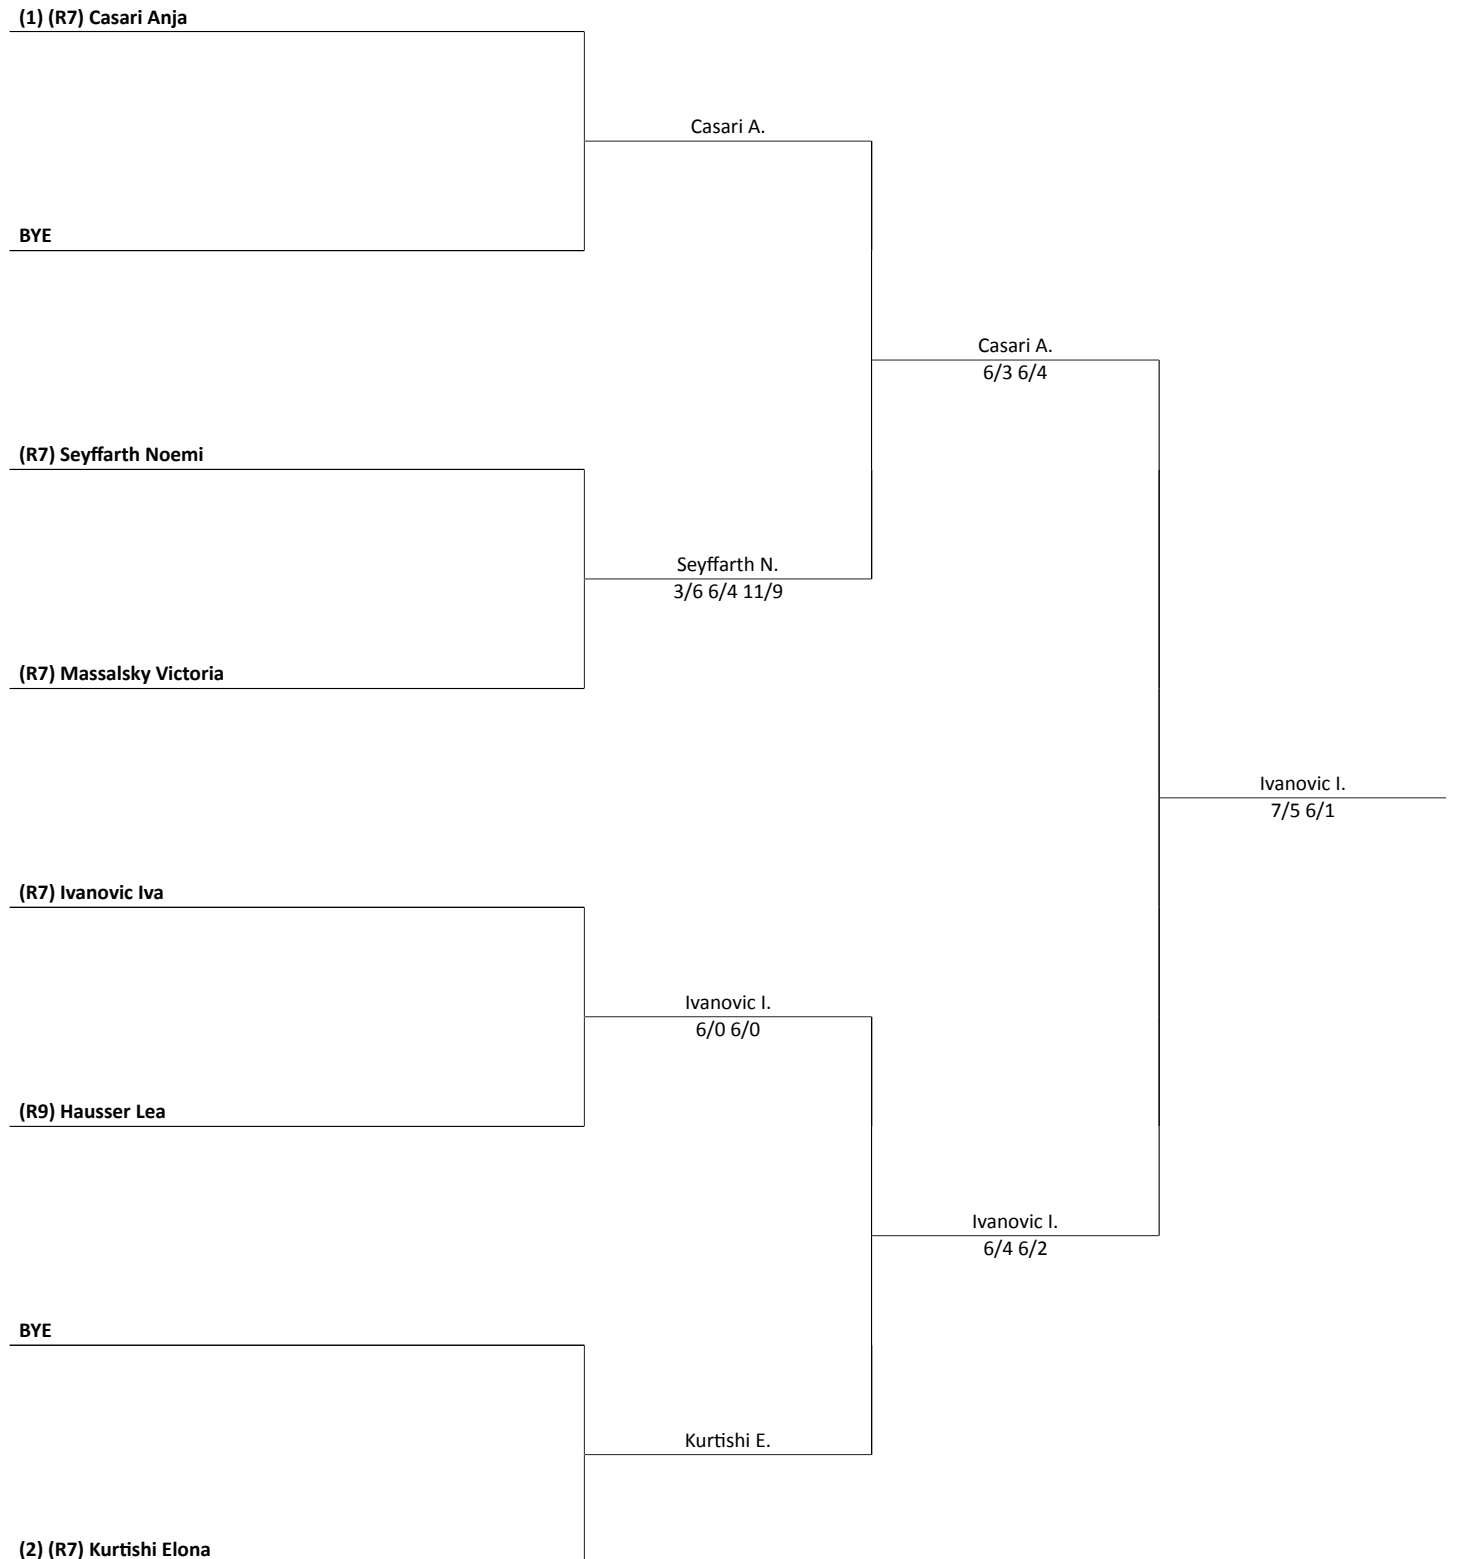 (1) (R7) Casari Anja
Casari A.
BYE
Casari A.
6/3 6/4
(R7) Seyffarth Noemi
Seyffarth N.
3/6 6/4 11/9
(R7) Massalsky Victoria
Ivanovic I.
7/5 6/1
(R7) Ivanovic Iva
Ivanovic I.
6/0 6/0
(R9) Hausser Lea
Ivanovic I.
6/4 6/2
BYE
Kurtishi E.
(2) (R7) Kurtishi Elona